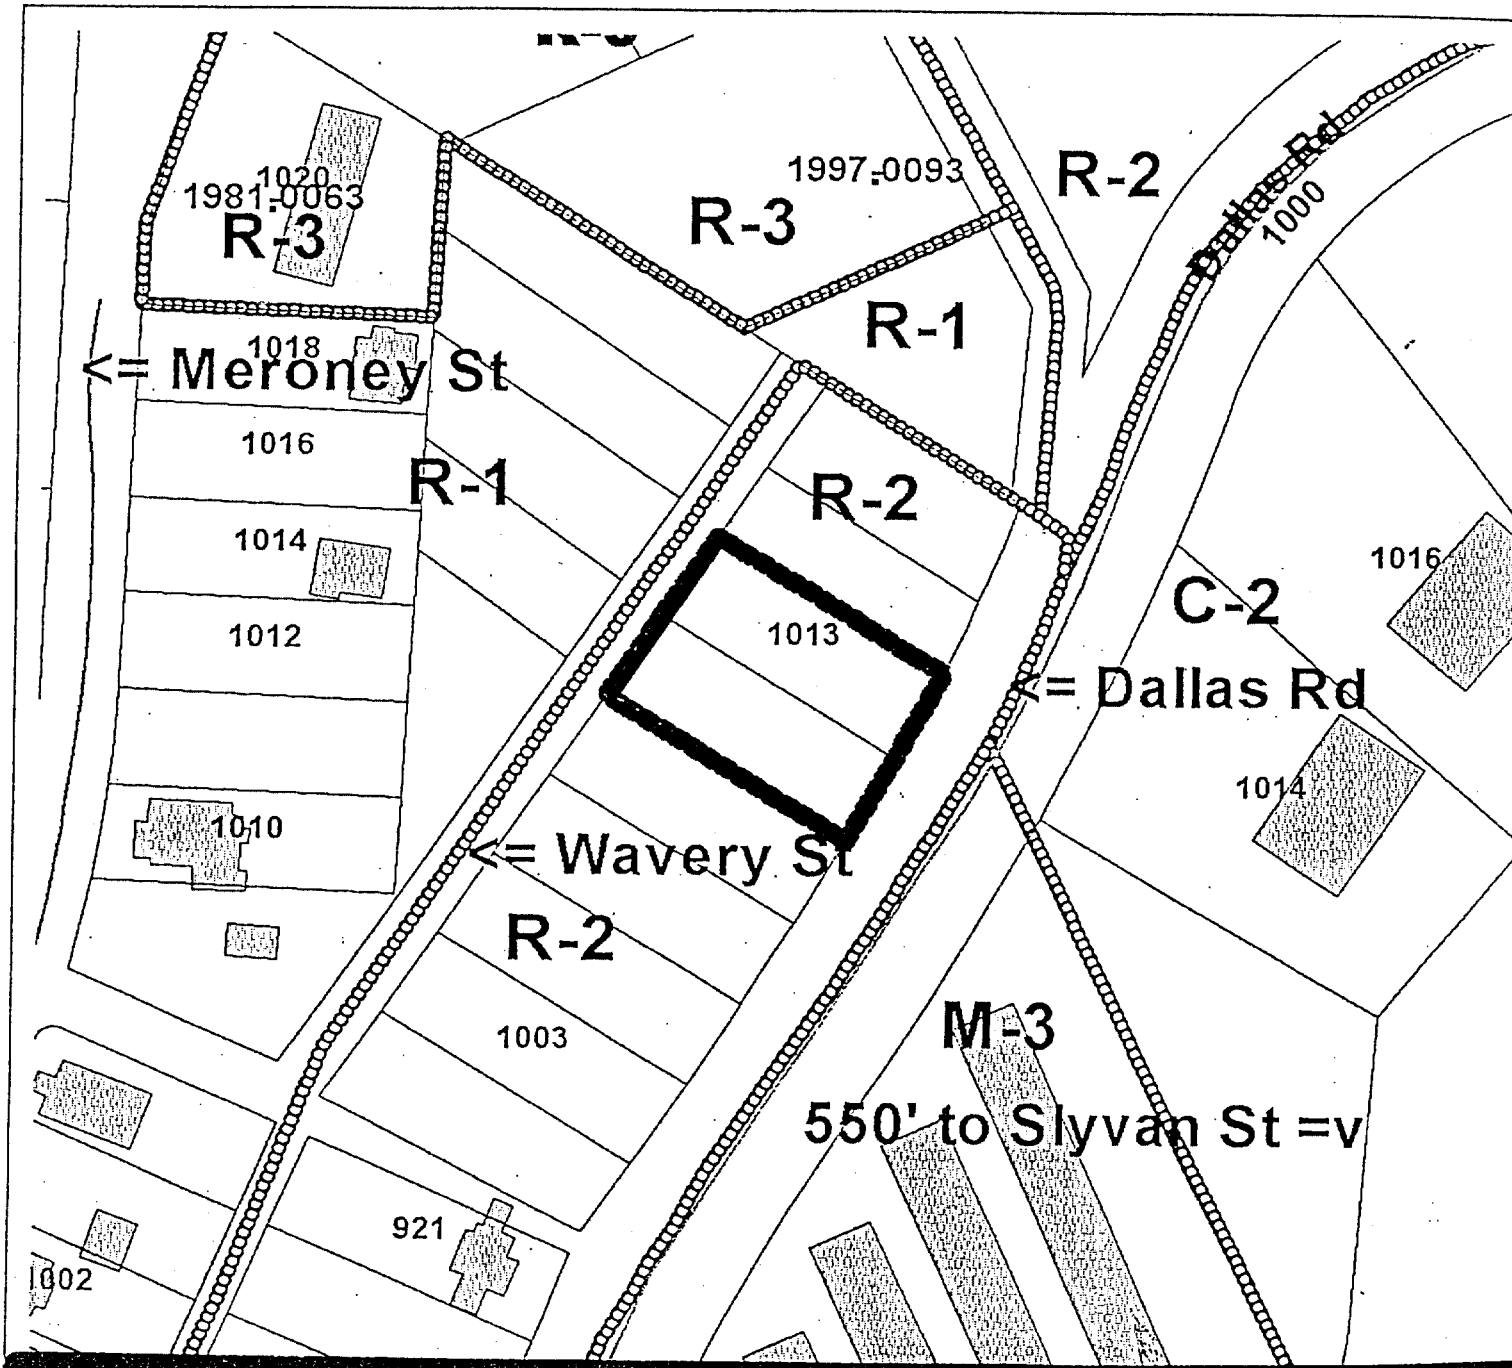 R-3
1997-0093
R-2
1020
1981-0063
R-3
R-3
Dallas Rd
1000
R-1
1018
<= Meroney St
1016
R-1
R-2
1014
1016
C-2
1012
1013
<= Dallas Rd
1014
1010
<= Wavery St
R-2
M-3
1003
550' to Slyvan St =v
921
1002